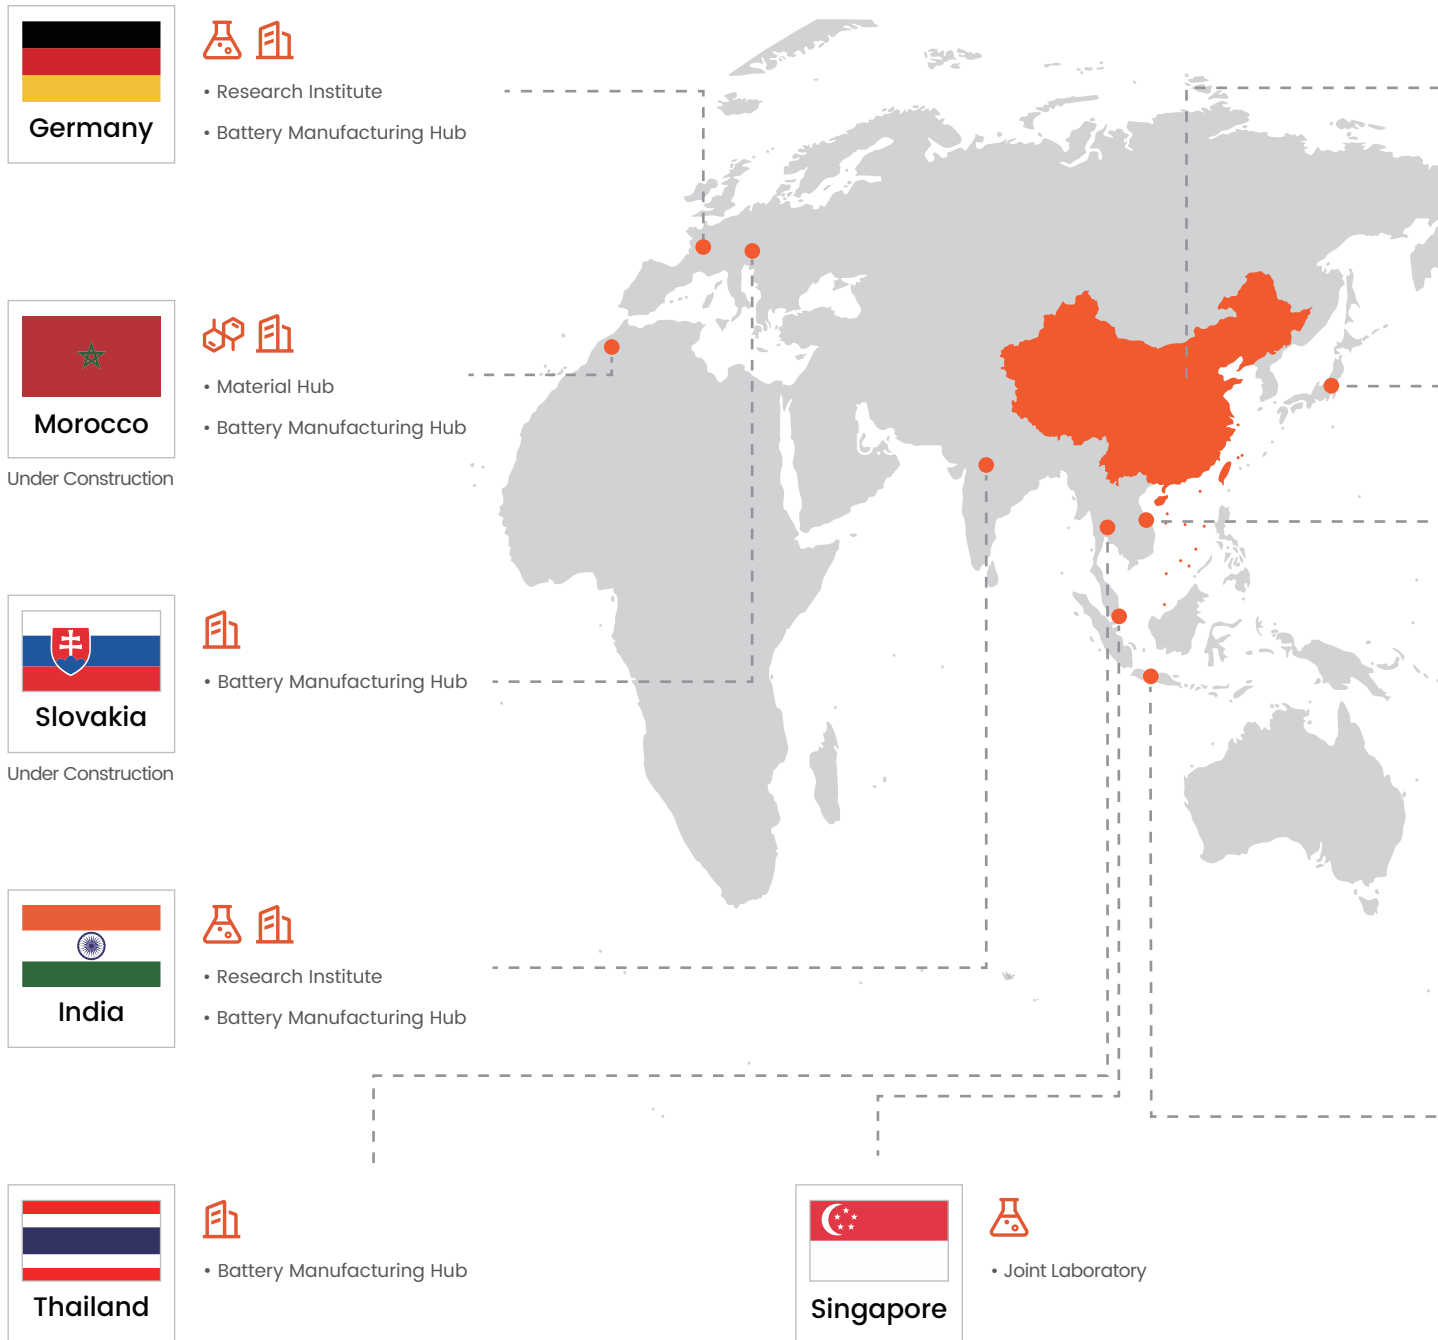 Germany
• Research Institute
• Battery Manufacturing Hub
Morocco
Under Construction
• Material Hub
• Battery Manufacturing Hub
Slovakia
Under Construction
• Battery Manufacturing Hub
India
• Research Institute
• Battery Manufacturing Hub
Thailand
• Battery Manufacturing Hub
Singapore
• Joint Laboratory